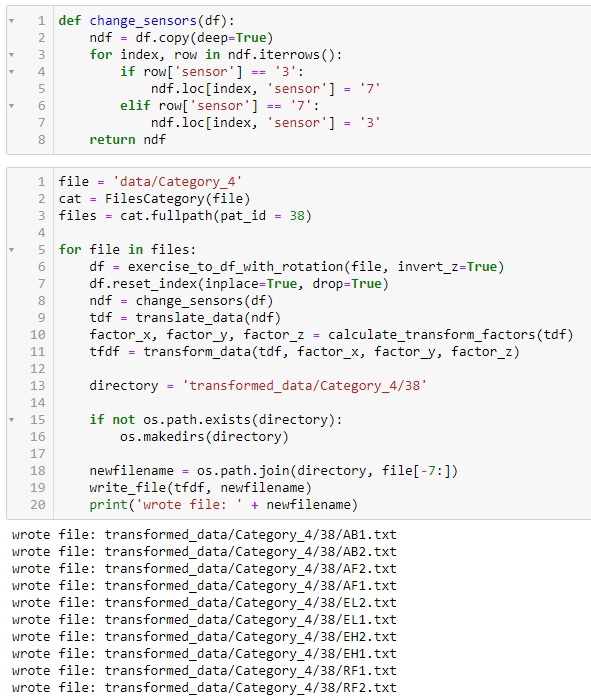 1 def change_sensors(df):
2     ndf = df.copy(deep=True)
3     for index, row in ndf.iterrows():
4         if row['sensor'] == '3':
5             ndf.loc[index, 'sensor'] = '7'
6         elif row['sensor'] == '7':
7             ndf.loc[index, 'sensor'] = '3'
8     return ndf
1 file = 'data/Category_4'
2 cat = FilesCategory(file)
3 files = cat.fullpath(pat_id = 38)
4
5 for file in files:
6     df = exercise_to_df_with_rotation(file, invert_z=True)
7     df.reset_index(inplace=True, drop=True)
8     ndf = change_sensors(df)
9     tdf = translate_data(ndf)
10     factor_x, factor_y, factor_z = calculate_transform_factors(tdf)
11     tfdf = transform_data(tdf, factor_x, factor_y, factor_z)
12
13     directory = 'transformed_data/Category_4/38'
14
15     if not os.path.exists(directory):
16         os.makedirs(directory)
17
18     newfilename = os.path.join(directory, file[-7:])
19     write_file(tfdf, newfilename)
20     print('wrote file: ' + newfilename)
wrote file: transformed_data/Category_4/38/AB1.txt
wrote file: transformed_data/Category_4/38/AB2.txt
wrote file: transformed_data/Category_4/38/AF2.txt
wrote file: transformed_data/Category_4/38/AF1.txt
wrote file: transformed_data/Category_4/38/EL2.txt
wrote file: transformed_data/Category_4/38/EL1.txt
wrote file: transformed_data/Category_4/38/EH2.txt
wrote file: transformed_data/Category_4/38/EH1.txt
wrote file: transformed_data/Category_4/38/RF1.txt
wrote file: transformed_data/Category_4/38/RF2.txt